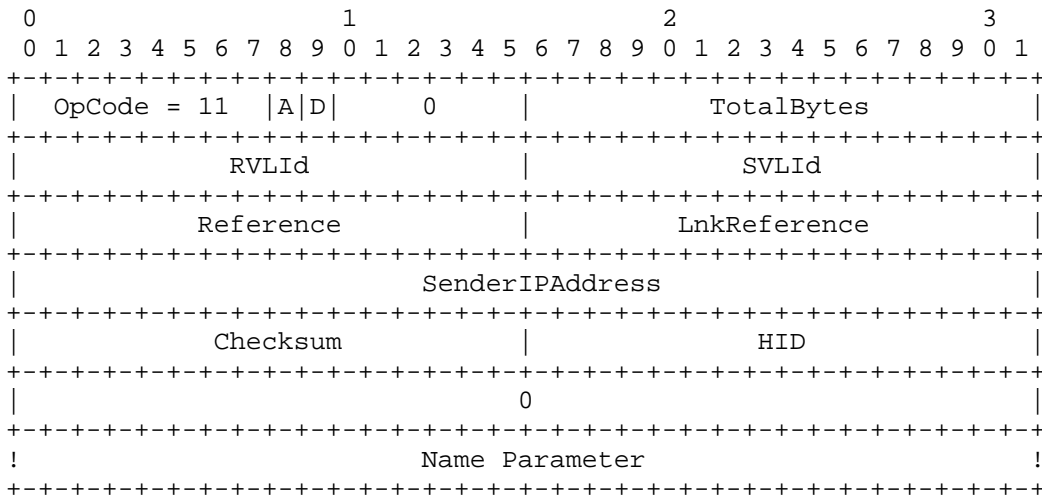 0                   1                   2                   3
 0 1 2 3 4 5 6 7 8 9 0 1 2 3 4 5 6 7 8 9 0 1 2 3 4 5 6 7 8 9 0 1
+-+-+-+-+-+-+-+-+-+-+-+-+-+-+-+-+-+-+-+-+-+-+-+-+-+-+-+-+-+-+-+-+
|  OpCode = 11  |A|D|     0     |           TotalBytes          |
+-+-+-+-+-+-+-+-+-+-+-+-+-+-+-+-+-+-+-+-+-+-+-+-+-+-+-+-+-+-+-+-+
|             RVLId             |             SVLId             |
+-+-+-+-+-+-+-+-+-+-+-+-+-+-+-+-+-+-+-+-+-+-+-+-+-+-+-+-+-+-+-+-+
|           Reference           |         LnkReference          |
+-+-+-+-+-+-+-+-+-+-+-+-+-+-+-+-+-+-+-+-+-+-+-+-+-+-+-+-+-+-+-+-+
|                         SenderIPAddress                       |
+-+-+-+-+-+-+-+-+-+-+-+-+-+-+-+-+-+-+-+-+-+-+-+-+-+-+-+-+-+-+-+-+
|            Checksum           |              HID              |
+-+-+-+-+-+-+-+-+-+-+-+-+-+-+-+-+-+-+-+-+-+-+-+-+-+-+-+-+-+-+-+-+
|                               0                               |
+-+-+-+-+-+-+-+-+-+-+-+-+-+-+-+-+-+-+-+-+-+-+-+-+-+-+-+-+-+-+-+-+
!                         Name Parameter                        !
+-+-+-+-+-+-+-+-+-+-+-+-+-+-+-+-+-+-+-+-+-+-+-+-+-+-+-+-+-+-+-+-+